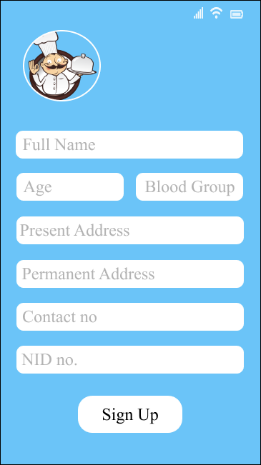 Full Name
Age Blood Group
Present Address
Permanent Address
Contact no
NID no.
Sign Up